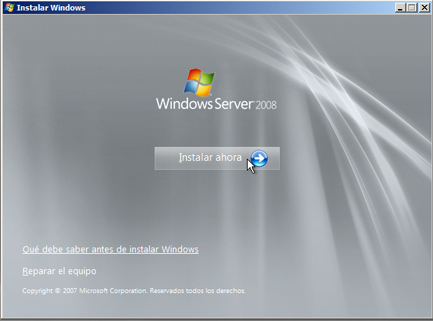 Instalar Windows
Windows Server 2008
Instalar ahora
Qué debe saber antes de instalar Windows
Reparar el equipo
Copyright © 2007 Microsoft Corporation. Reservados todos los derechos.